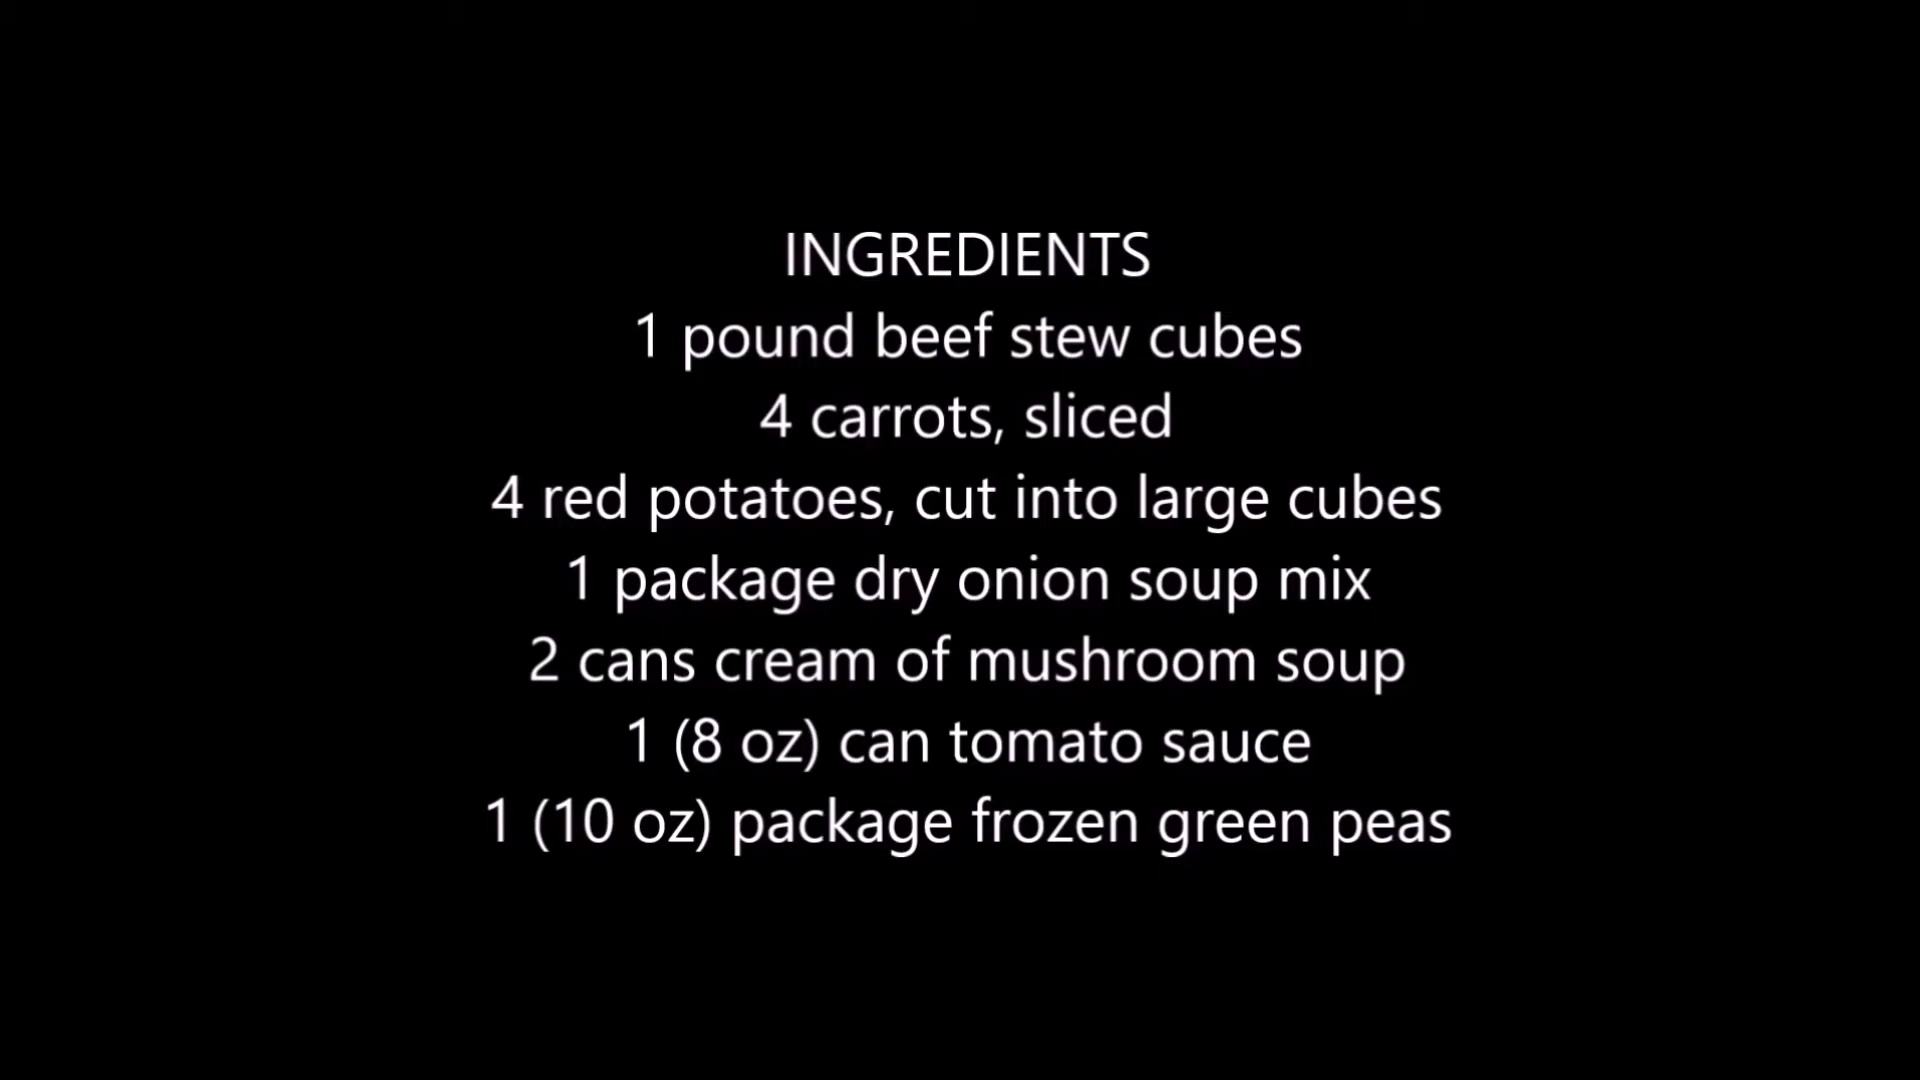 INGREDIENTS
1 pound beef stew cubes
4 carrots, sliced
4 red potatoes, cut into large cubes
1 package dry onion soup mix
2 cans cream of mushroom soup
1 (8 oz) can tomato sauce
1 (10 oz) package frozen green peas